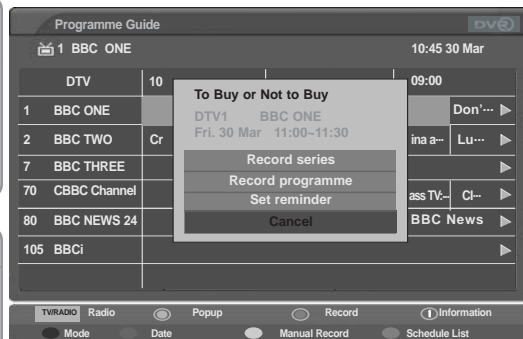 Programme Guide DVR
1 BBC ONE 10:45 30 Mar
DTV 10 09:00
To Buy or Not to Buy
DTV1 BBC ONE
Fri. 30 Mar 11:00~11:30
Record series
Record programme
Set reminder
Cancel
1 BBC ONE Don'...
2 BBC TWO Cr ina a... Lu...
7 BBC THREE
70 CBBC Channel ass TV:... CI...
80 BBC NEWS 24 BBC News
105 BBCi
TV/RADIO Radio Popup Record Information
Mode Date Manual Record Schedule List